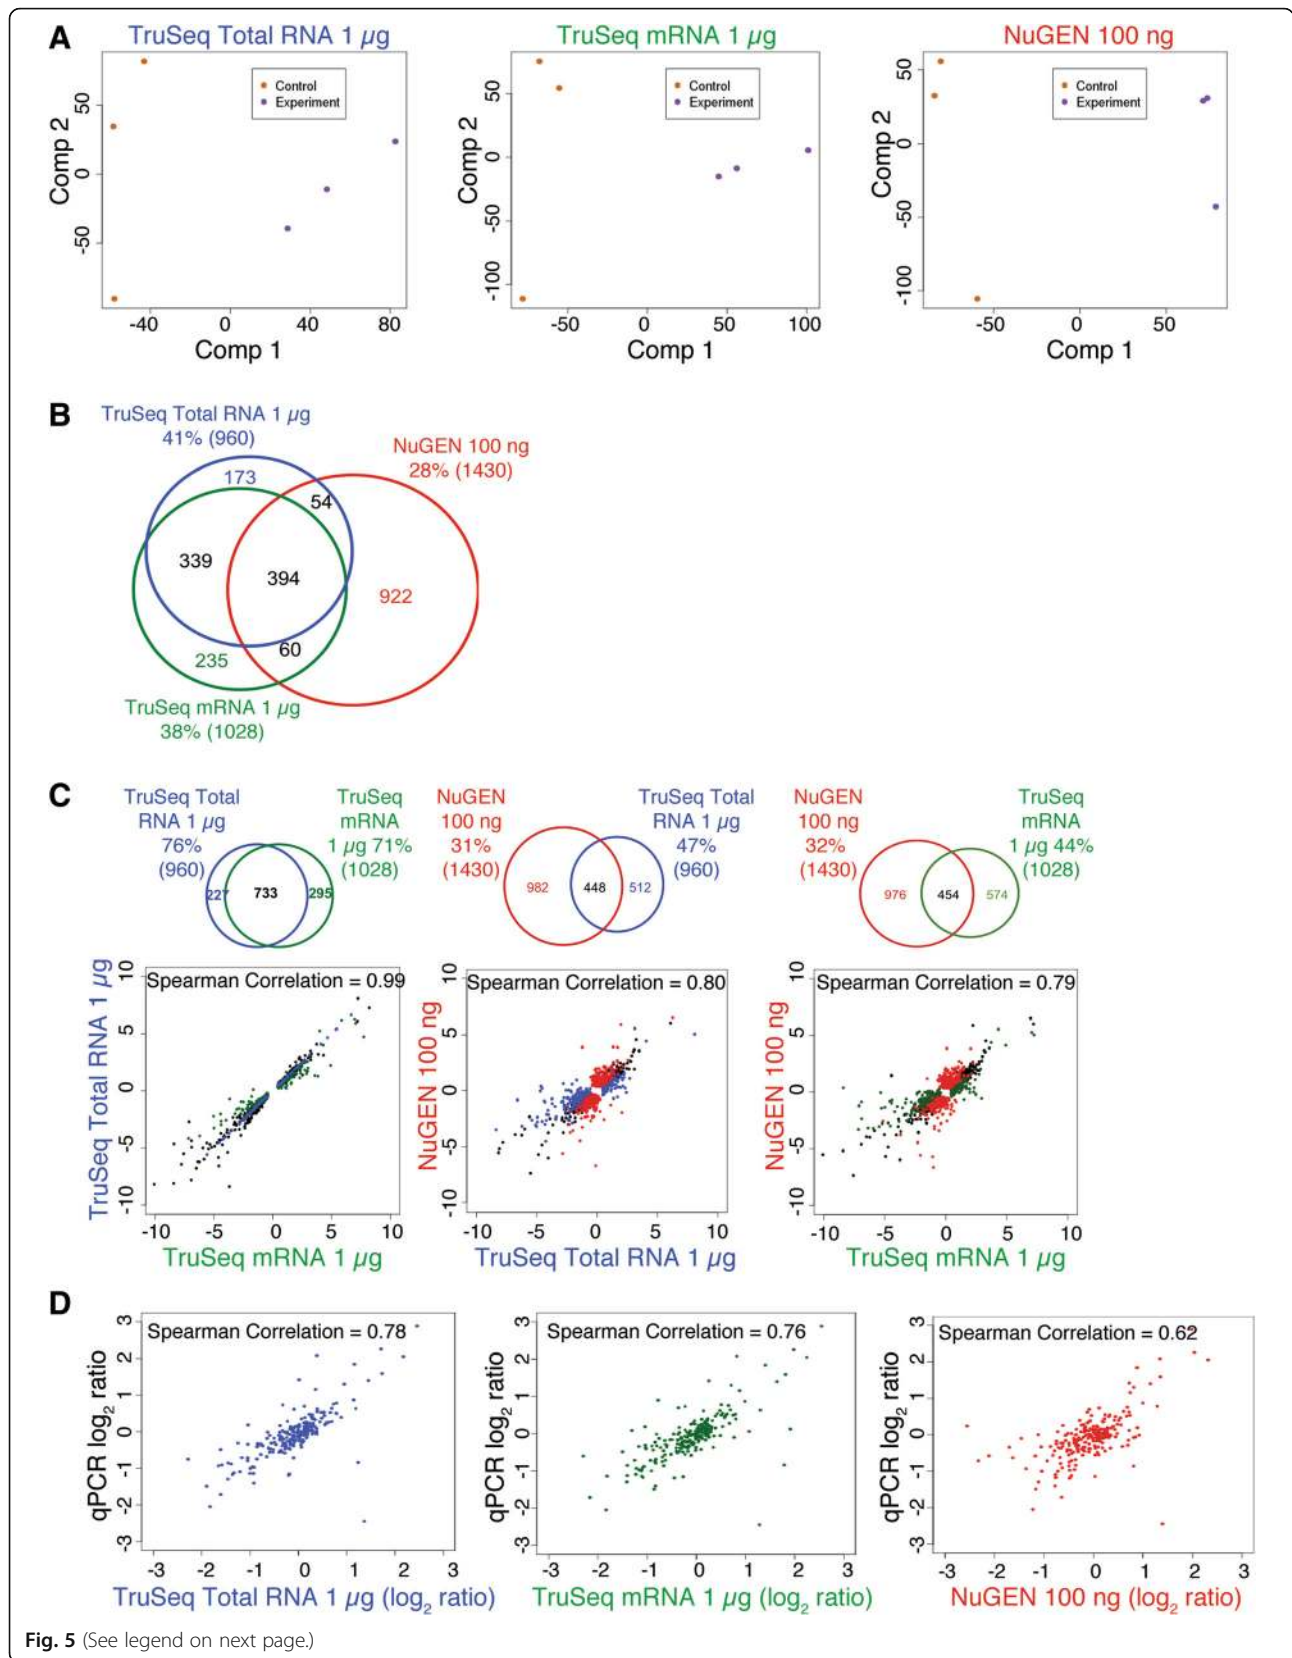 A
TruSeq Total RNA 1 µg
TruSeq mRNA 1 µg
NuGEN 100 ng
Control
Experiment
Comp 2
50
0
-50
-40
0
40
80
Comp 1
Control
Experiment
Comp 2
50
0
-50
-100
-50
0
50
100
Comp 1
Control
Experiment
Comp 2
50
0
-50
-100
-50
0
50
Comp 1
B
TruSeq Total RNA 1 µg
41% (960)
NuGEN 100 ng
28% (1430)
173
54
339
394
922
60
235
TruSeq mRNA 1 µg
38% (1028)
C
TruSeq Total
RNA 1 µg
76%
(960)
TruSeq
mRNA
1 µg 71%
(1028)
227
733
295
NuGEN
100 ng
31%
(1430)
TruSeq Total
RNA 1 µg
47%
(960)
982
448
512
NuGEN
100 ng
32%
(1430)
TruSeq
mRNA
1 µg 44%
(1028)
976
454
574
Spearman Correlation = 0.99
TruSeq Total RNA 1 µg
10
5
0
-5
-10
-10
-5
0
5
10
TruSeq mRNA 1 µg
Spearman Correlation = 0.80
NuGEN 100 ng
10
5
0
-5
-10
-10
-5
0
5
10
TruSeq Total RNA 1 µg
Spearman Correlation = 0.79
NuGEN 100 ng
10
5
0
-5
-10
-10
-5
0
5
10
TruSeq mRNA 1 µg
D
Spearman Correlation = 0.78
qPCR log2 ratio
3
2
1
0
-1
-2
-3
-3
-2
-1
0
1
2
3
TruSeq Total RNA 1 µg (log2 ratio)
Spearman Correlation = 0.76
qPCR log2 ratio
3
2
1
0
-1
-2
-3
-3
-2
-1
0
1
2
3
TruSeq mRNA 1 µg (log2 ratio)
Spearman Correlation = 0.62
qPCR log2 ratio
3
2
1
0
-1
-2
-3
-3
-2
-1
0
1
2
3
NuGEN 100 ng (log2 ratio)
Fig. 5 (See legend on next page.)